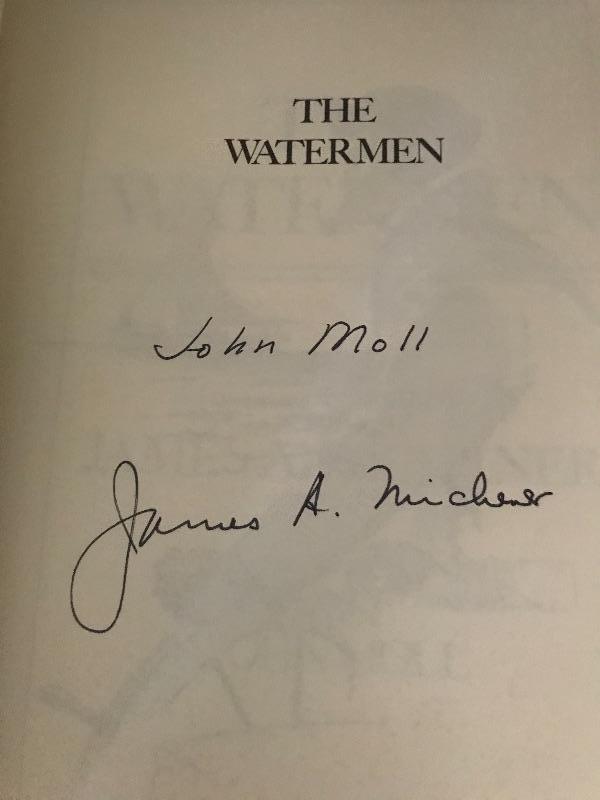 THE
WATERMEN
John Moll
James A. Michener